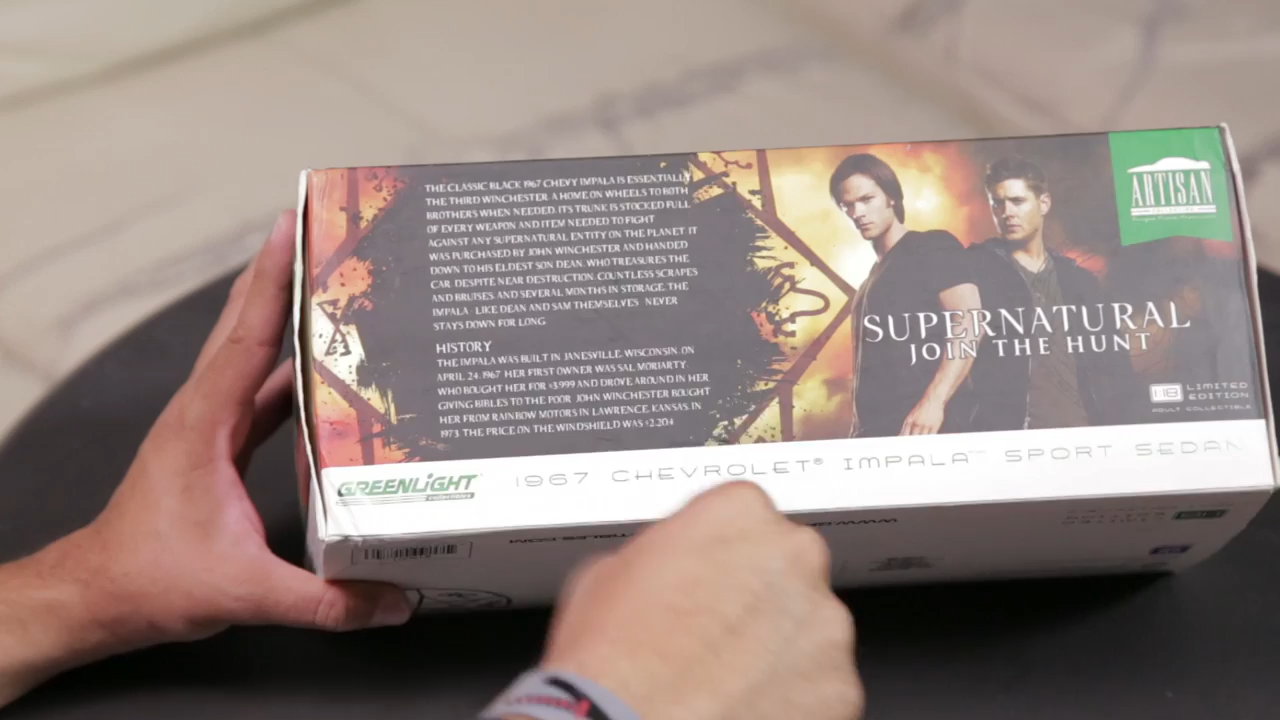 THE CLASSIC BLACK 1967 CHEVY IMPALA IS ESSENTIALLY
THE THIRD WINCHESTER. A HOME ON WHEELS TO BOTH
BROTHERS WHEN NEEDED. IT'S TRUNK IS STOCKED FULL
OF EVERY WEAPON AND ITEM NEEDED TO FIGHT
AGAINST ANY SUPERNATURAL ENTITY ON THE PLANET. IT
WAS PURCHASED BY JOHN WINCHESTER AND HANDED
DOWN TO HIS ELDEST SON DEAN, WHO TREASURES THE
CAR. DESPITE NEAR DESTRUCTION, COUNTLESS SCRAPES
AND BRUISES, AND SEVERAL MONTHS IN STORAGE, THE
IMPALA - LIKE DEAN AND SAM THEMSELVES - NEVER
STAYS DOWN FOR LONG.
HISTORY
THE IMPALA WAS BUILT IN JANESVILLE, WISCONSIN, ON
APRIL 24, 1967. HER FIRST OWNER WAS SAL MORIARTY,
WHO BOUGHT HER FOR $3,999 AND DROVE AROUND IN HER
GIVING BIBLES TO THE POOR. JOHN WINCHESTER BOUGHT
HER FROM RAINBOW MOTORS IN LAWRENCE, KANSAS, IN
1973. THE PRICE ON THE WINDSHIELD WAS $2,204.
ARTISAN
COLLECTION
SUPERNATURAL
JOIN THE HUNT
1:18 LIMITED
EDITION
ADULT COLLECTIBLE
GREENLIGHT
COLLECTIBLES
1967 CHEVROLET® IMPALA™ SPORT SEDAN